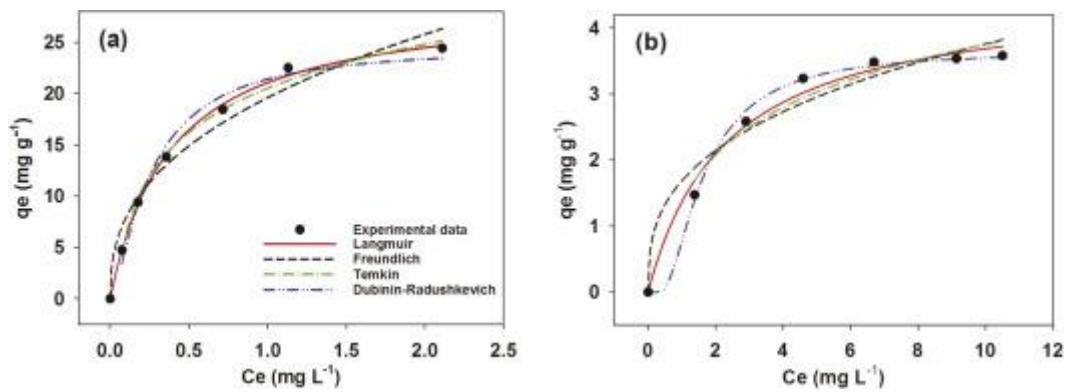 (a)
qe (mg g⁻¹)
25
20
15
10
5
0
Experimental data
Langmuir
Freundlich
Temkin
Dubinin-Radushkevich
0.0 0.5 1.0 1.5 2.0 2.5
Ce (mg L⁻¹)
(b)
qe (mg g⁻¹)
4
3
2
1
0
0 2 4 6 8 10 12
Ce (mg L⁻¹)